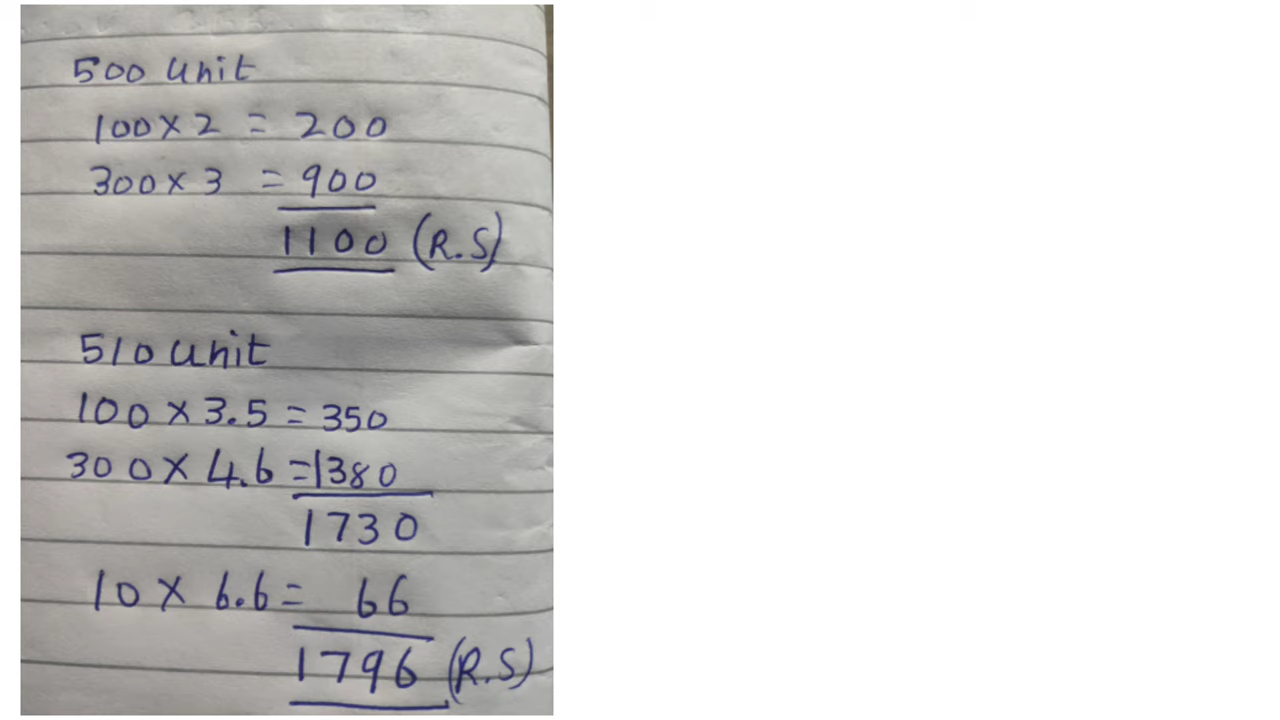 500 unit
100 x 2 = 200
300 x 3 = 900
1100 (R.S)
510 unit
100 x 3.5 = 350
300 x 4.6 = 1380
1730
10 x 6.6 = 66
1796 (R.S)